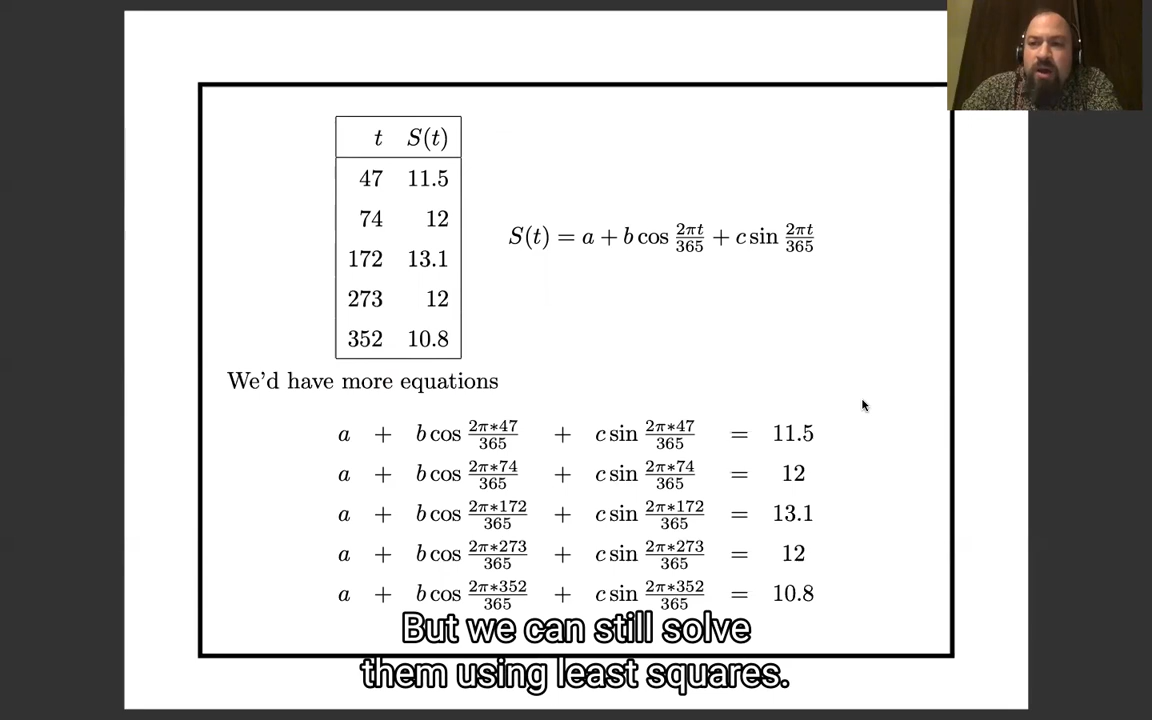 t S(t)
47 11.5
74 12
172 13.1
273 12
352 10.8
S(t) = a + b cos 2πt/365 + c sin 2πt/365
We'd have more equations
a + b cos 2π*47/365 + c sin 2π*47/365 = 11.5
a + b cos 2π*74/365 + c sin 2π*74/365 = 12
a + b cos 2π*172/365 + c sin 2π*172/365 = 13.1
a + b cos 2π*273/365 + c sin 2π*273/365 = 12
a + b cos 2π*352/365 + c sin 2π*352/365 = 10.8
But we can still solve
them using least squares.